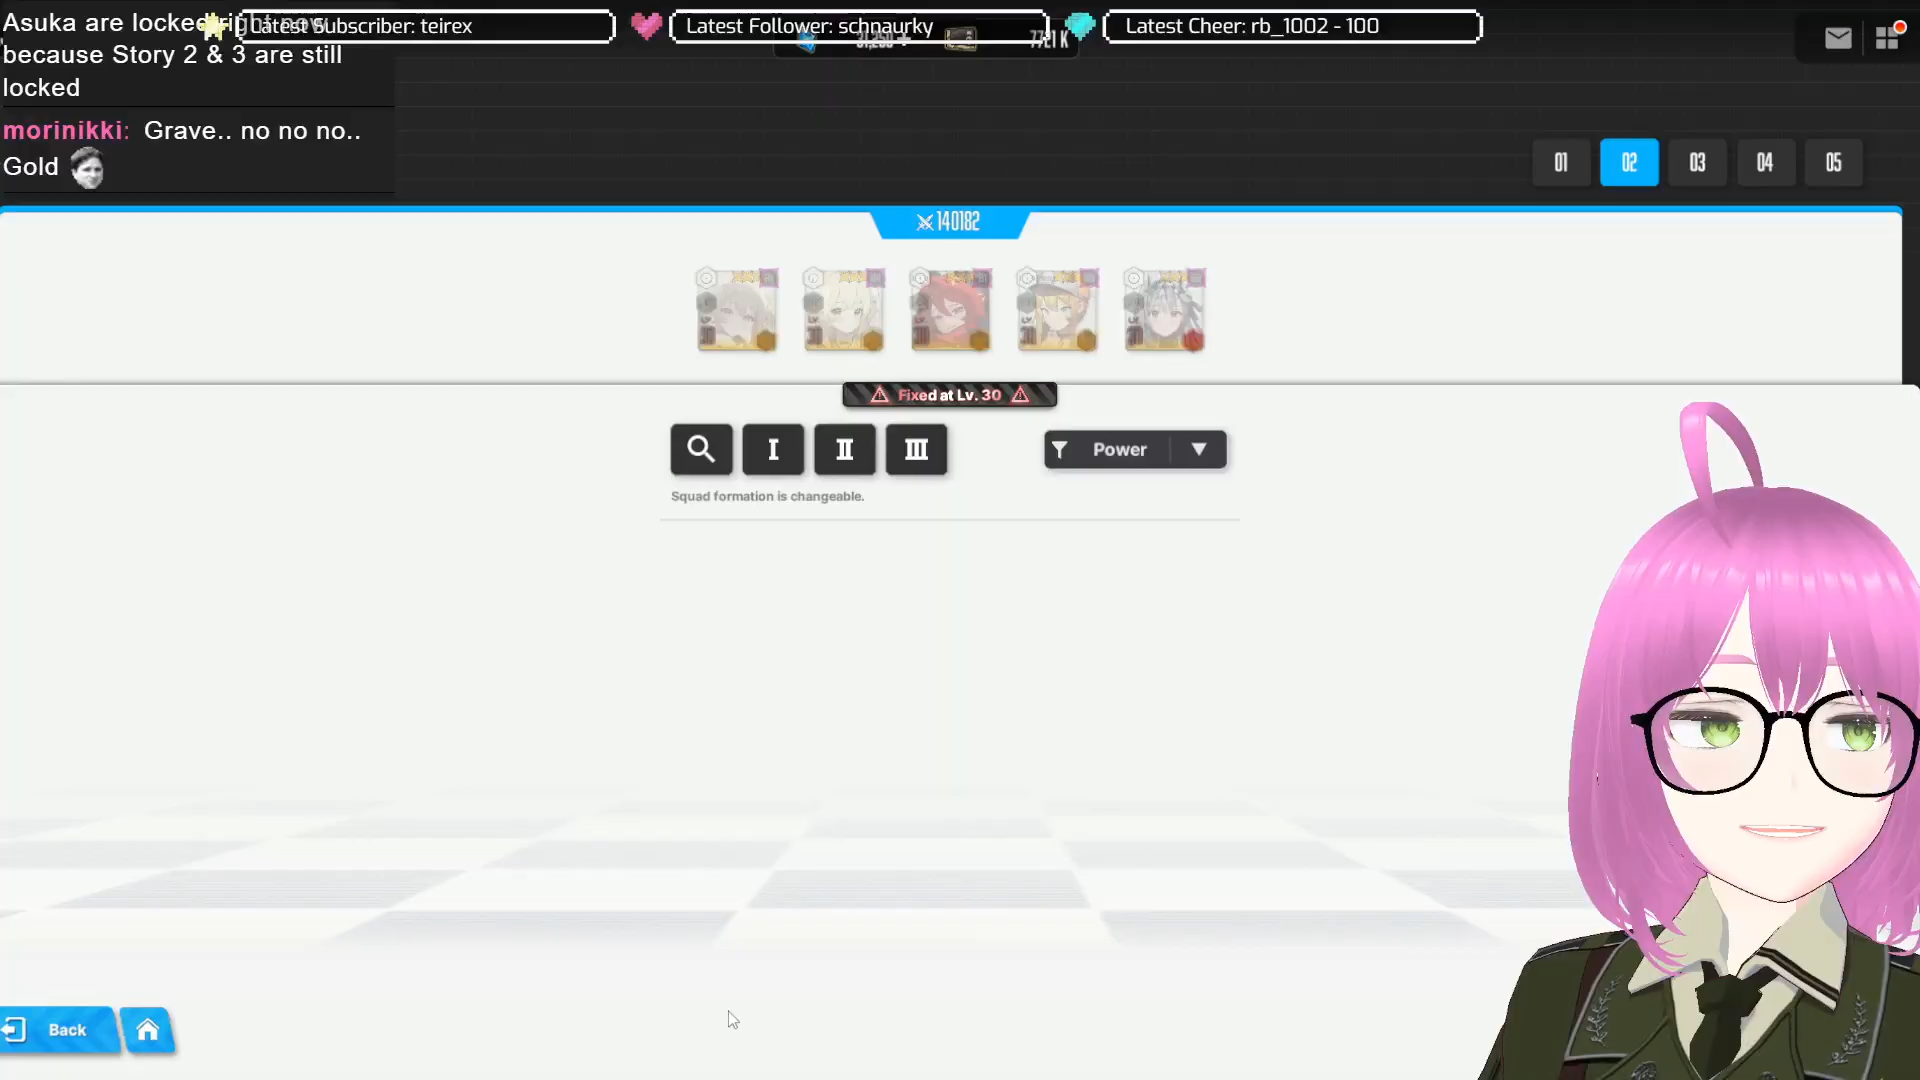 Asuka are locked right now
because Story 2 & 3 are still
locked
morinikki: Grave.. no no no..
Gold
Latest Subscriber: teirex
Latest Follower: schnaurky
Latest Cheer: rb_1002 - 100
7721 K
01
02
03
04
05
140182
Fixed at Lv. 30
I
II
III
Power
Squad formation is changeable.
Back